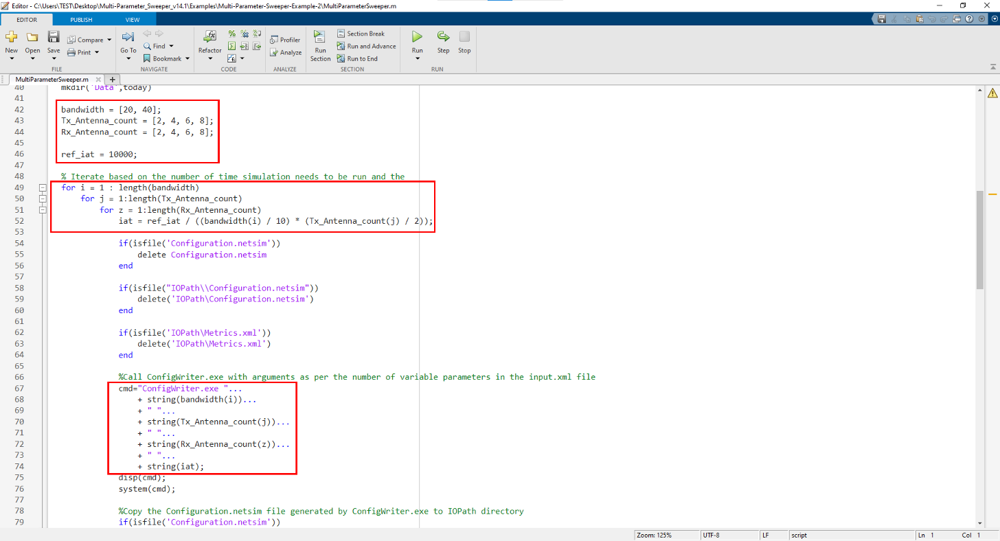 Editor - C:\Users\TEST\Desktop\Multi-Parameter_Sweeper_v14.1\Examples\Multi-Parameter-Sweeper-Example-2\MultiParameterSweeper.m
EDITOR PUBLISH VIEW
New Open Save Compare Print
Go To Find Bookmark
Refactor
Profiler Analyze
Run Section Section Break Run and Advance Run to End
Run Step Stop
FILE NAVIGATE CODE ANALYZE SECTION RUN
MultiParameterSweeper.m
40 mkdir('Data',today)
41
42 bandwidth = [20, 40];
43 Tx_Antenna_count = [2, 4, 6, 8];
44 Rx_Antenna_count = [2, 4, 6, 8];
45
46 ref_iat = 10000;
47
48 % Iterate based on the number of time simulation needs to be run and the
49 for i = 1 : length(bandwidth)
50 for j = 1:length(Tx_Antenna_count)
51 for z = 1:length(Rx_Antenna_count)
52 iat = ref_iat / ((bandwidth(i) / 10) * (Tx_Antenna_count(j) / 2));
53
54 if(isfile('Configuration.netsim'))
55 delete Configuration.netsim
56 end
57
58 if(isfile("IOPath\\Configuration.netsim"))
59 delete('IOPath\Configuration.netsim')
60 end
61
62 if(isfile('IOPath\Metrics.xml'))
63 delete('IOPath\Metrics.xml')
64 end
65
66 %Call ConfigWriter.exe with arguments as per the number of variable parameters in the input.xml file
67 cmd="ConfigWriter.exe "...
68 + string(bandwidth(i))...
69 + " "...
70 + string(Tx_Antenna_count(j))...
71 + " "...
72 + string(Rx_Antenna_count(z))...
73 + " "...
74 + string(iat);
75 disp(cmd);
76 system(cmd);
77
78 %Copy the Configuration.netsim file generated by ConfigWriter.exe to IOPath directory
79 if(isfile('Configuration.netsim'))
Zoom: 125% UTF-8 LF script Ln 1 Col 1